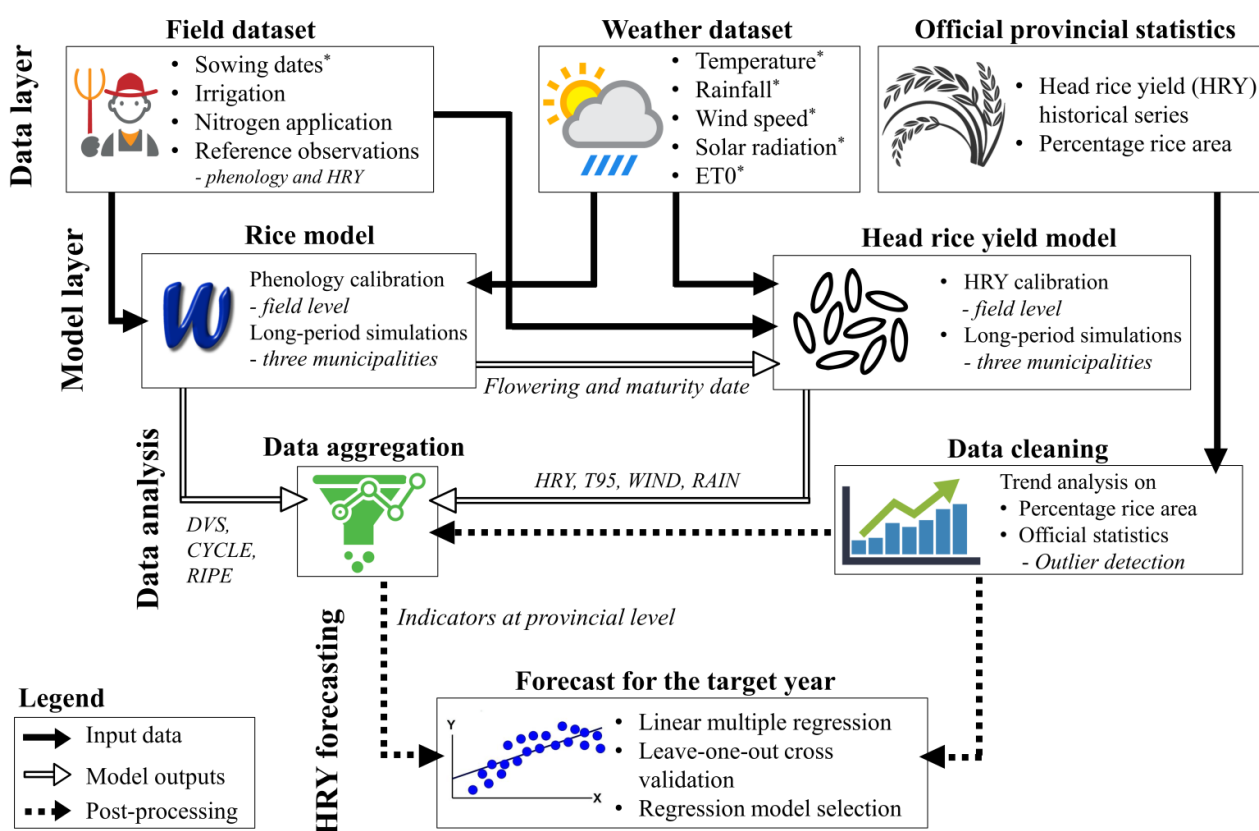 Data layer
Field dataset
• Sowing dates*
• Irrigation
• Nitrogen application
• Reference observations
- phenology and HRY
Weather dataset
• Temperature*
• Rainfall*
• Wind speed*
• Solar radiation*
• ET0*
Official provincial statistics
• Head rice yield (HRY)
historical series
• Percentage rice area
Model layer
Rice model
W
Phenology calibration
- field level
Long-period simulations
- three municipalities
Flowering and maturity date
Head rice yield model
• HRY calibration
- field level
• Long-period simulations
- three municipalities
Data analysis
DVS,
CYCLE,
RIPE
Data aggregation
HRY, T95, WIND, RAIN
Data cleaning
Trend analysis on
• Percentage rice area
• Official statistics
- Outlier detection
HRY forecasting
Indicators at provincial level
Forecast for the target year
Y
X
• Linear multiple regression
• Leave-one-out cross
validation
• Regression model selection
Legend
Input data
Model outputs
Post-processing